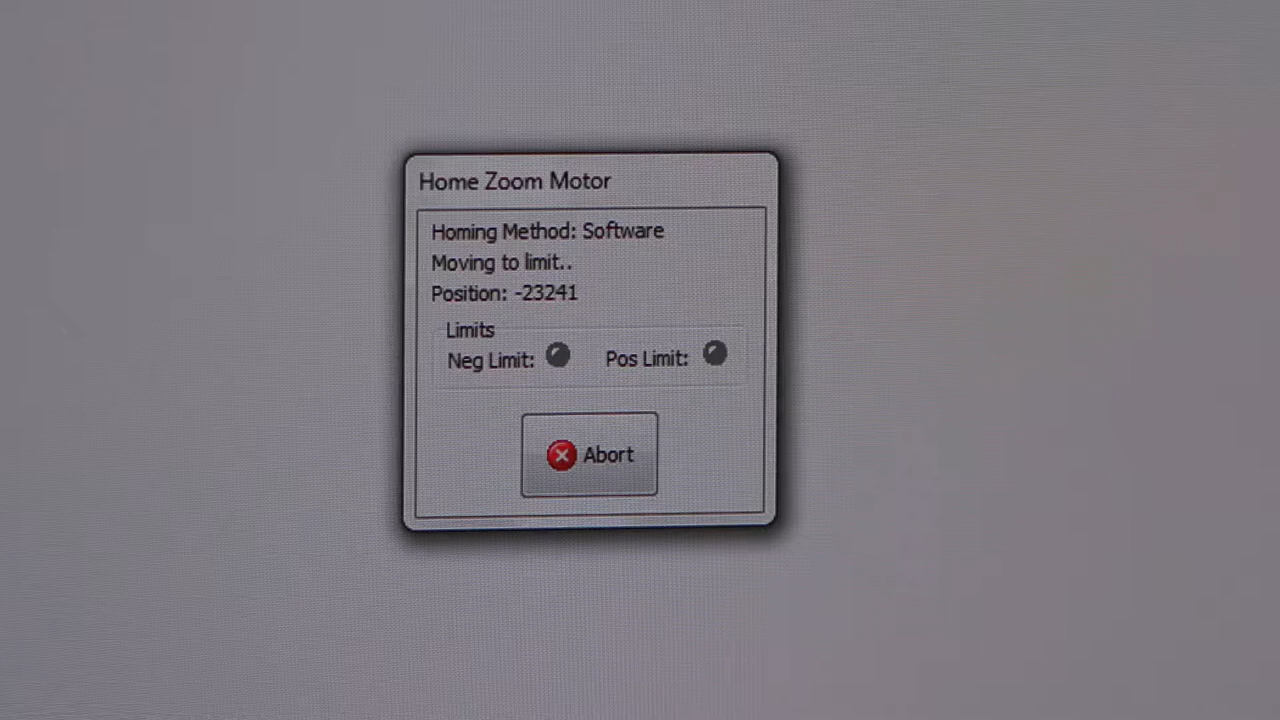 Home Zoom Motor
Homing Method: Software
Moving to limit..
Position: -23241
Limits
Neg Limit: Pos Limit:
Abort